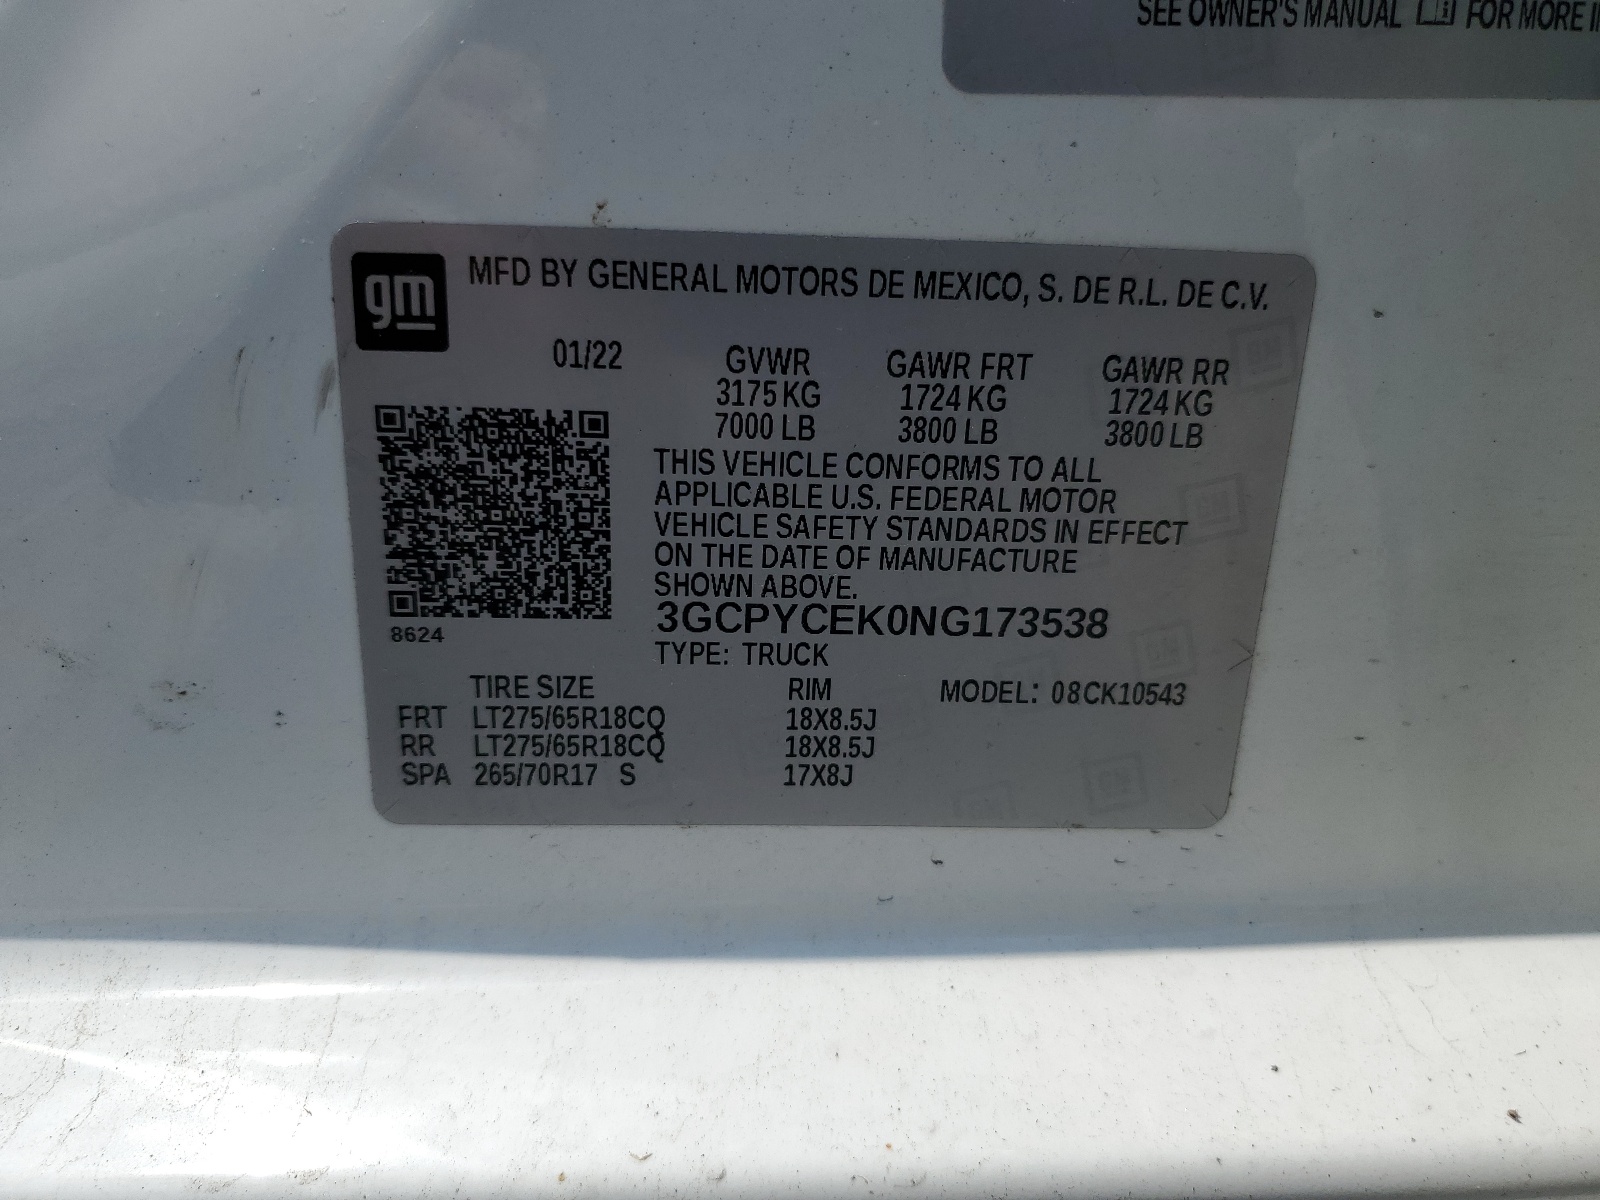 SEE OWNER'S MANUAL FOR MORE
gm
MFD BY GENERAL MOTORS DE MEXICO, S. DE R.L. DE C.V.
01/22 GVWR GAWR FRT GAWR RR
3175 KG 1724 KG 1724 KG
7000 LB 3800 LB 3800 LB
THIS VEHICLE CONFORMS TO ALL
APPLICABLE U.S. FEDERAL MOTOR
VEHICLE SAFETY STANDARDS IN EFFECT
ON THE DATE OF MANUFACTURE
SHOWN ABOVE.
3GCPYCEK0NG173538
8624
TYPE: TRUCK
TIRE SIZE RIM MODEL: 08CK10543
FRT LT275/65R18CQ 18X8.5J
RR LT275/65R18CQ 18X8.5J
SPA 265/70R17 S 17X8J